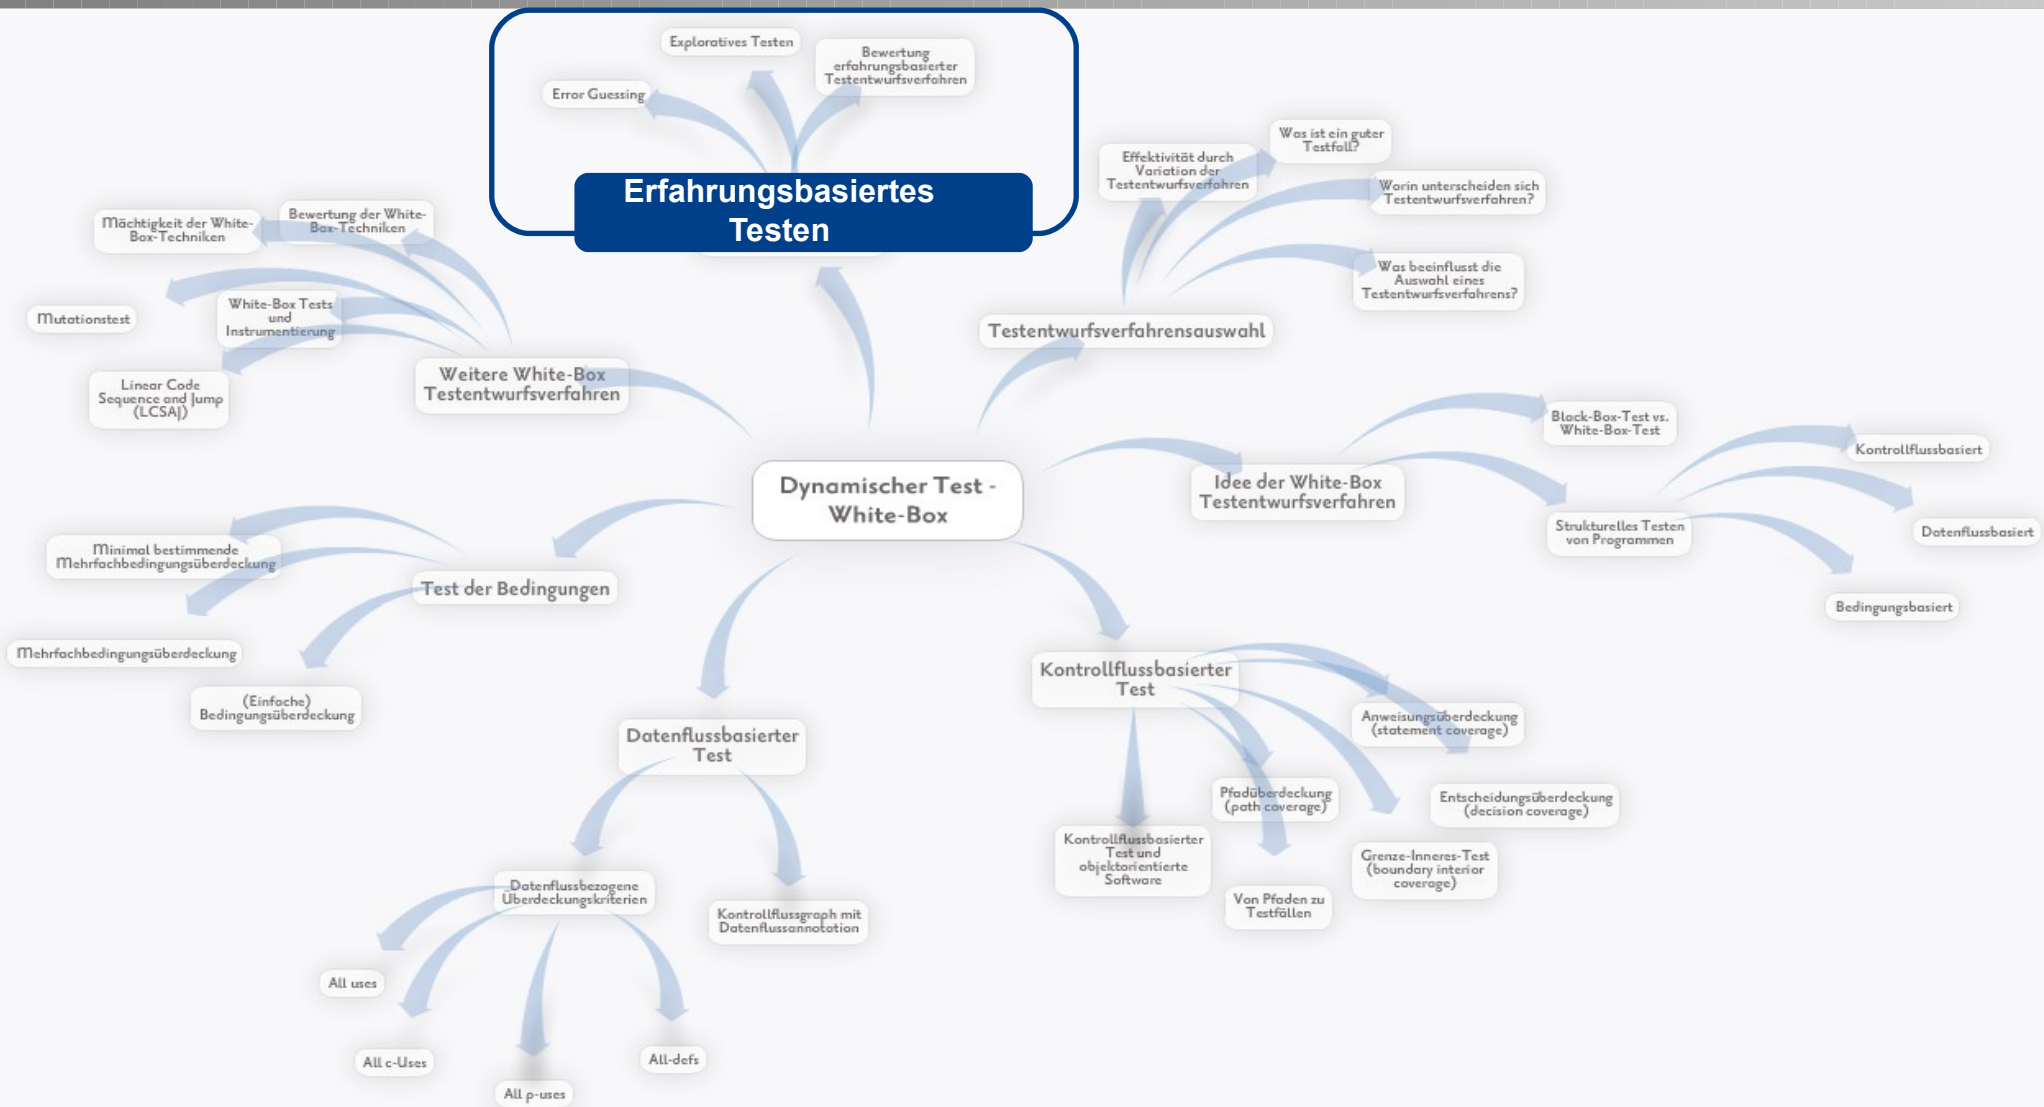 Exploratives Testen
Bewertung
erfahrungsbasierter
Testentwurfsverfahren
Error Guessing
Erfahrungsbasiertes
Testen
Effektivität durch
Variation der
Testentwurfsverfahren
Was ist ein guter
Testfall?
Worin unterscheiden sich
Testentwurfsverfahren?
Was beeinflusst die
Auswahl eines
Testentwurfsverfahrens?
Testentwurfsverfahrensauswahl
Mächtigkeit der White-
Box-Techniken
Bewertung der White-
Box-Techniken
Mutationstest
White-Box Tests
und
Instrumentierung
Linear Code
Sequence and Jump
(LCSAJ)
Weitere White-Box
Testentwurfsverfahren
Dynamischer Test -
White-Box
Idee der White-Box
Testentwurfsverfahren
Black-Box-Test vs.
White-Box-Test
Strukturelles Testen
von Programmen
Kontrollflussbasiert
Datenflussbasiert
Bedingungsbasiert
Minimal bestimmende
Mehrfachbedingungsüberdeckung
Test der Bedingungen
Mehrfachbedingungsüberdeckung
(Einfache)
Bedingungsüberdeckung
Kontrollflussbasierter
Test
Anweisungsüberdeckung
(statement coverage)
Entscheidungsüberdeckung
(decision coverage)
Grenze-Inneres-Test
(boundary interior
coverage)
Pfadüberdeckung
(path coverage)
Von Pfaden zu
Testfällen
Kontrollflussbasierter
Test und
objektorientierte
Software
Datenflussbasierter
Test
Datenflussbezogene
Überdeckungskriterien
Kontrollflussgraph mit
Datenflussannotation
All uses
All c-Uses
All p-uses
All-defs